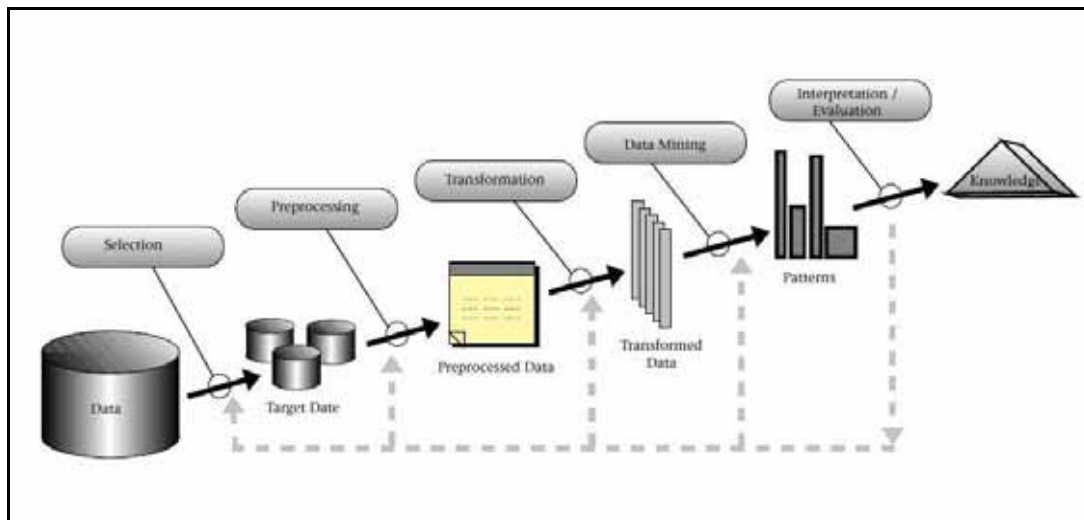 Interpretation /
Evaluation
Data Mining
Transformation
Preprocessing
Selection
Knowledge
Patterns
Transformed
Data
Preprocessed Data
Target Date
Data